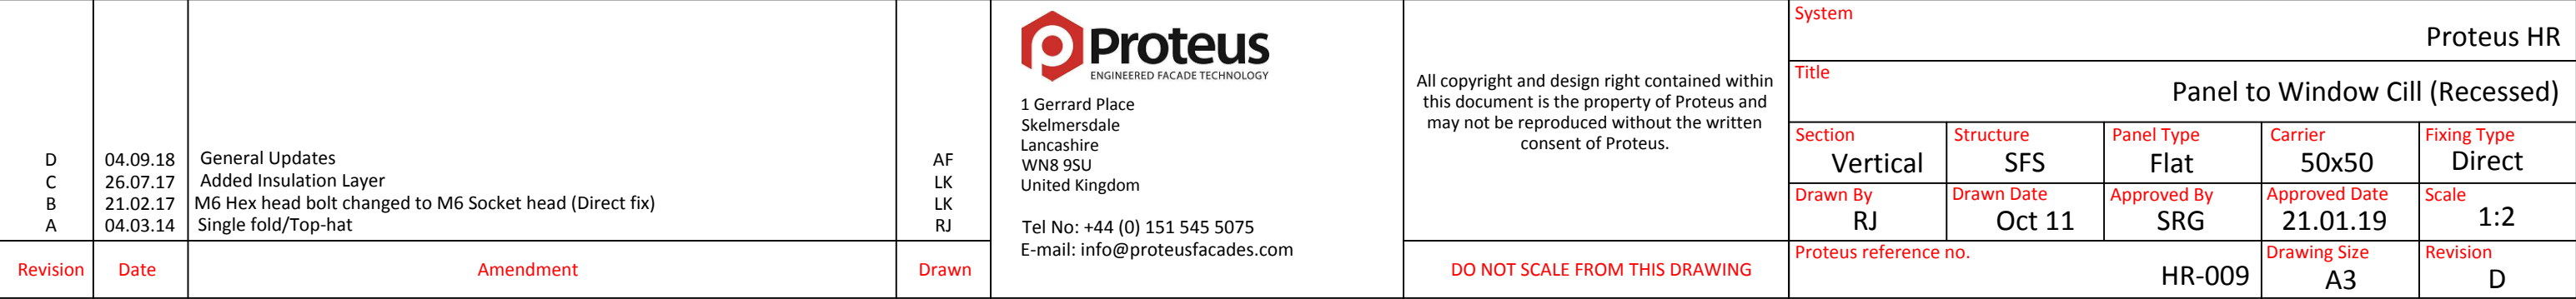 D 04.09.18 General Updates AF
C 26.07.17 Added Insulation Layer LK
B 21.02.17 M6 Hex head bolt changed to M6 Socket head (Direct fix) LK
A 04.03.14 Single fold/Top-hat RJ
Revision Date Amendment Drawn
Proteus
ENGINEERED FACADE TECHNOLOGY
1 Gerrard Place
Skelmersdale
Lancashire
WN8 9SU
United Kingdom
Tel No: +44 (0) 151 545 5075
E-mail: info@proteusfacades.com
All copyright and design right contained within
this document is the property of Proteus and
may not be reproduced without the written
consent of Proteus.
DO NOT SCALE FROM THIS DRAWING
System
Proteus HR
Title
Panel to Window Cill (Recessed)
Section Structure Panel Type Carrier Fixing Type
Vertical SFS Flat 50x50 Direct
Drawn By Drawn Date Approved By Approved Date Scale
RJ Oct 11 SRG 21.01.19 1:2
Proteus reference no. Drawing Size Revision
HR-009 A3 D